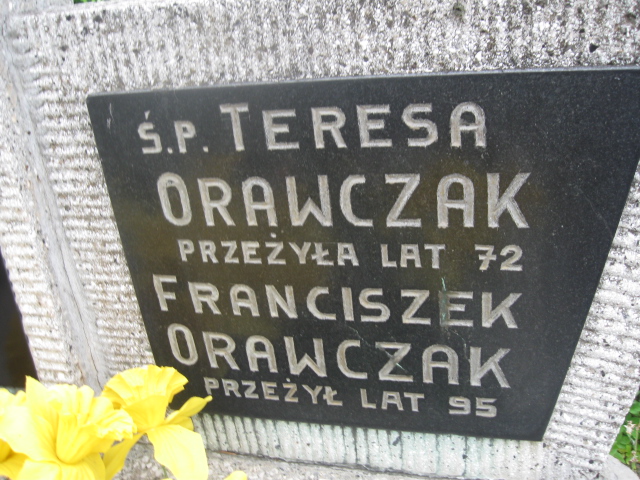 Ś.P. TERESA
ORAWCZAK
PRZEŻYŁA LAT 72
FRANCISZEK
ORAWCZAK
PRZEŻYŁ LAT 95